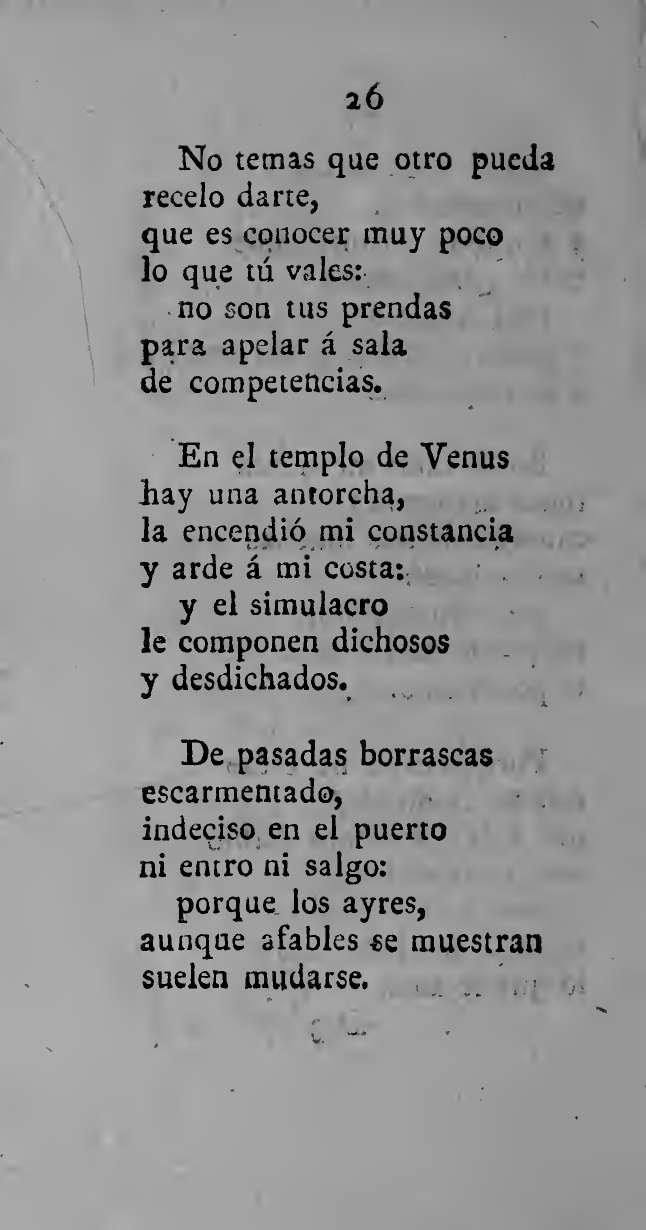 26
No temas que otro pueda
recelo darte,
que es conocer muy poco
lo que tú vales:
no son tus prendas
para apelar á sala
de competencias.
En el templo de Venus
hay una antorcha,
la encendió mi constancia
y arde á mi costa:
y el simulacro
le componen dichosos
y desdichados.
De pasadas borrascas
escarmentado,
indeciso en el puerto
ni entro ni salgo:
porque los ayres,
aunque afables se muestran
suelen mudarse.